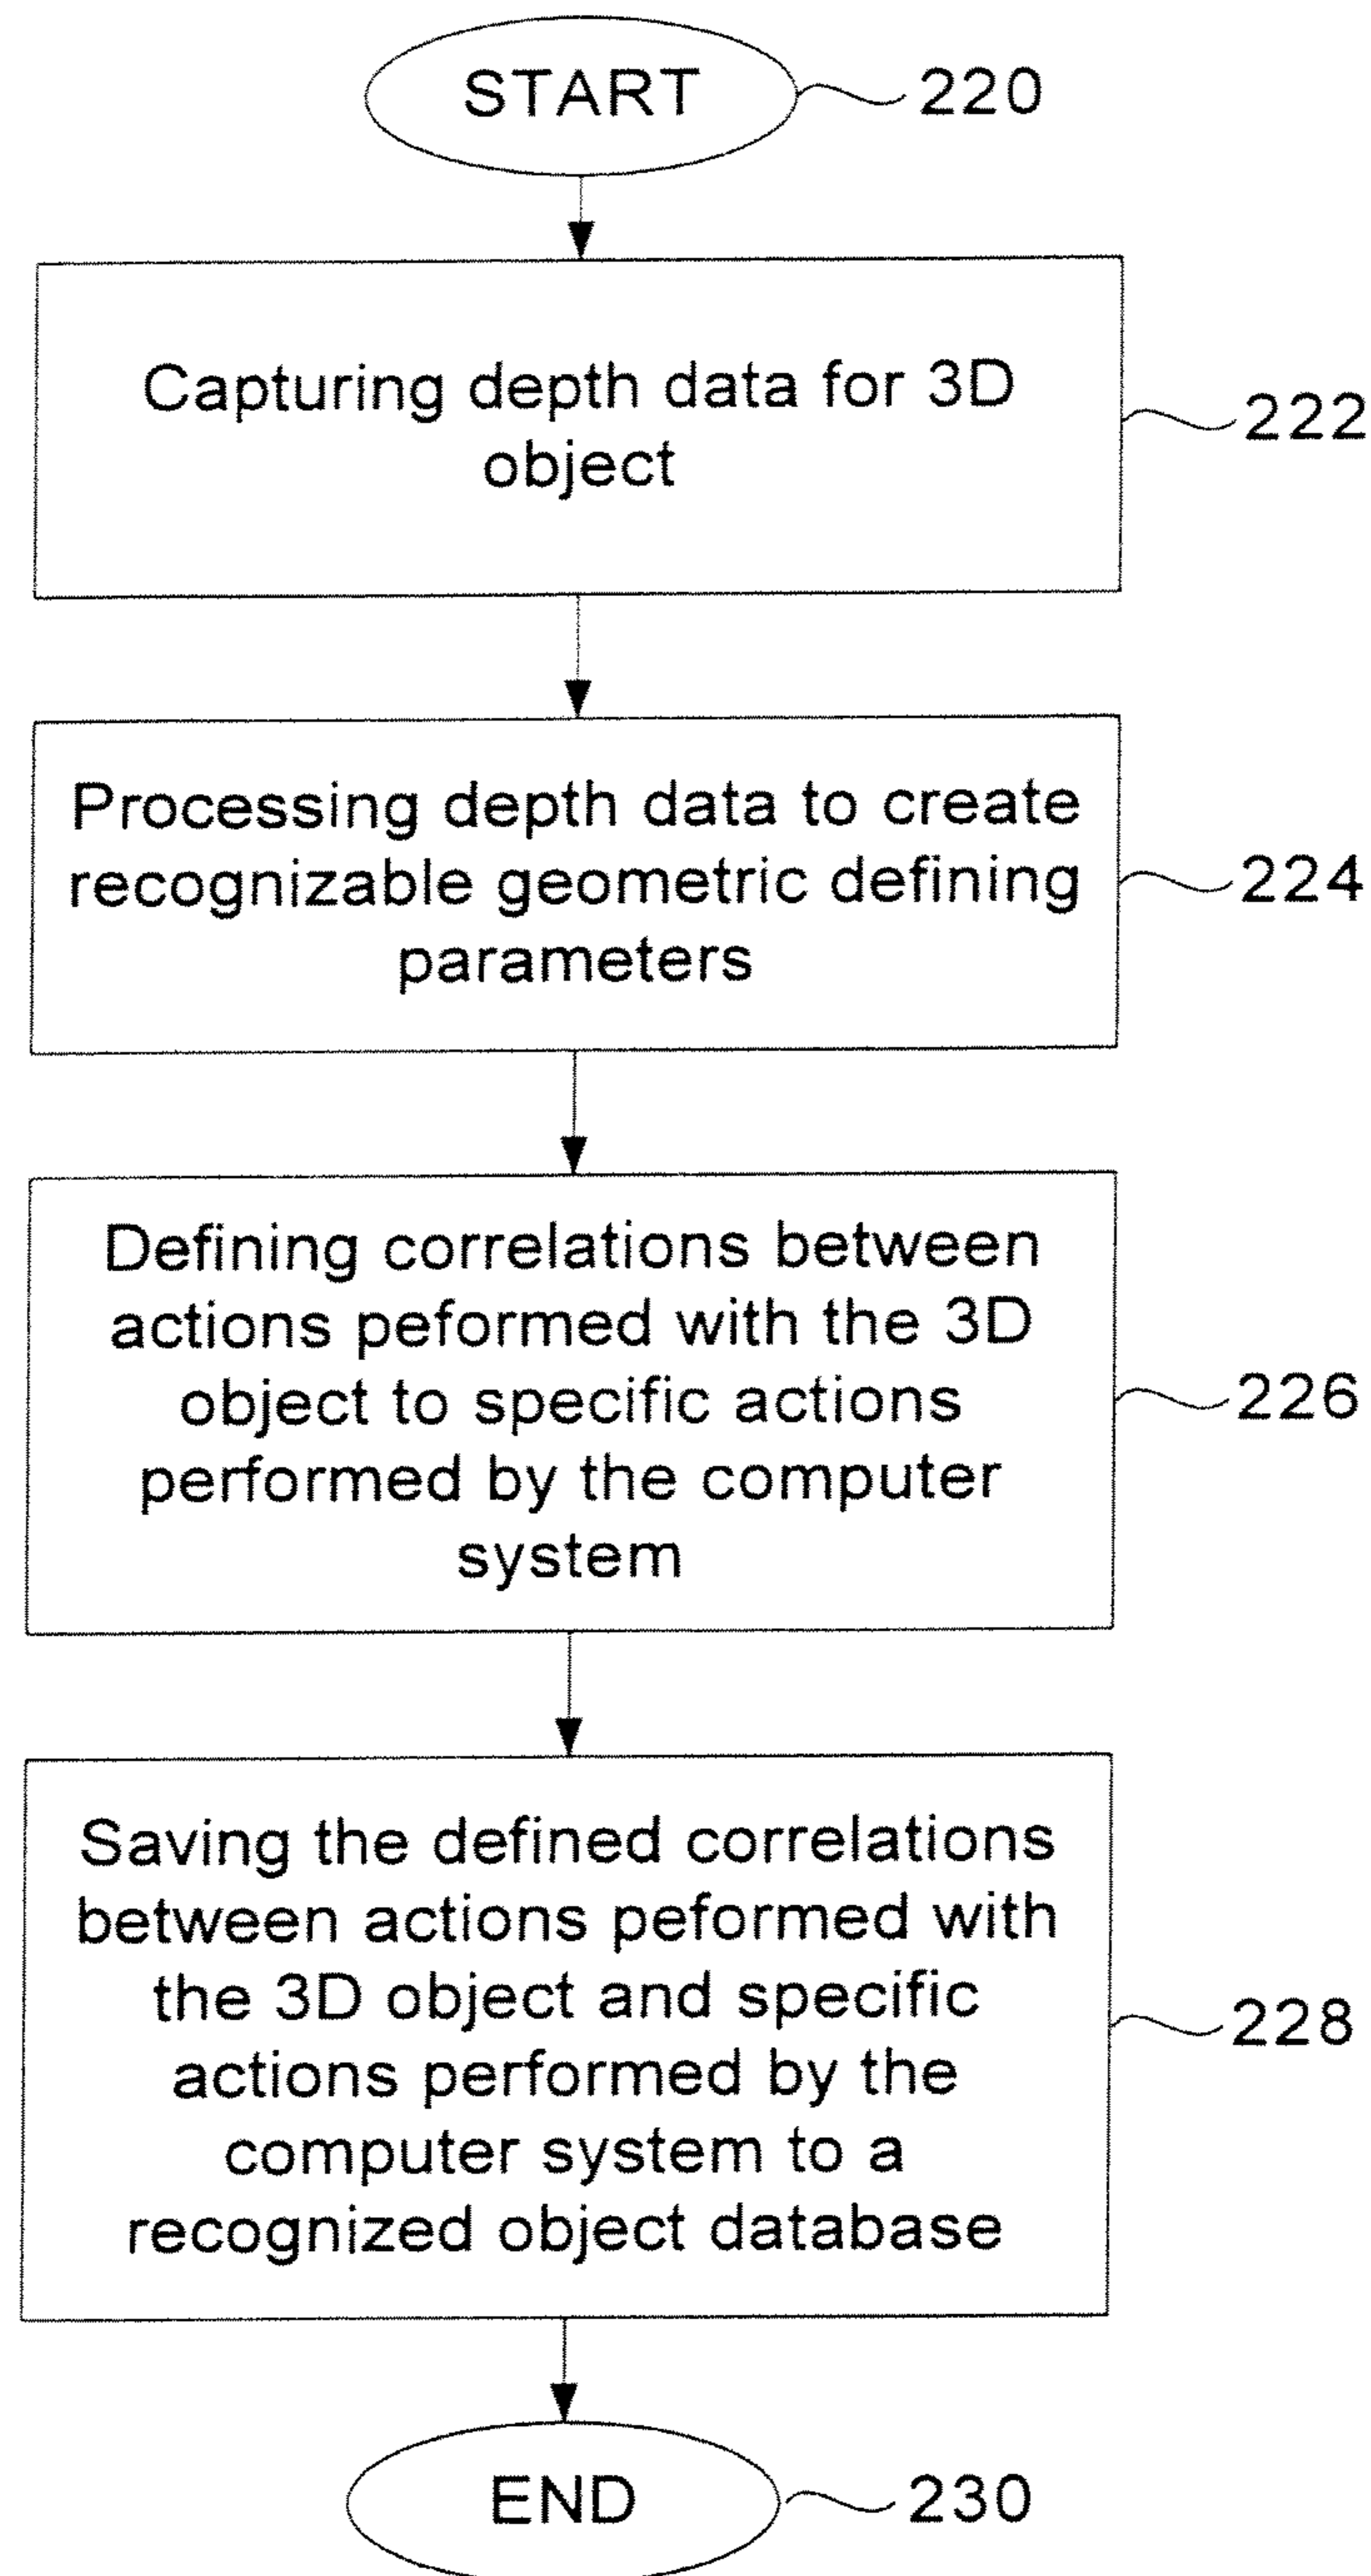 START
220
Capturing depth data for 3D
object
222
Processing depth data to create
recognizable geometric defining
parameters
224
Defining correlations between
actions peformed with the 3D
object to specific actions
performed by the computer
system
226
Saving the defined correlations
between actions peformed with
the 3D object and specific
actions performed by the
computer system to a
recognized object database
228
END
230